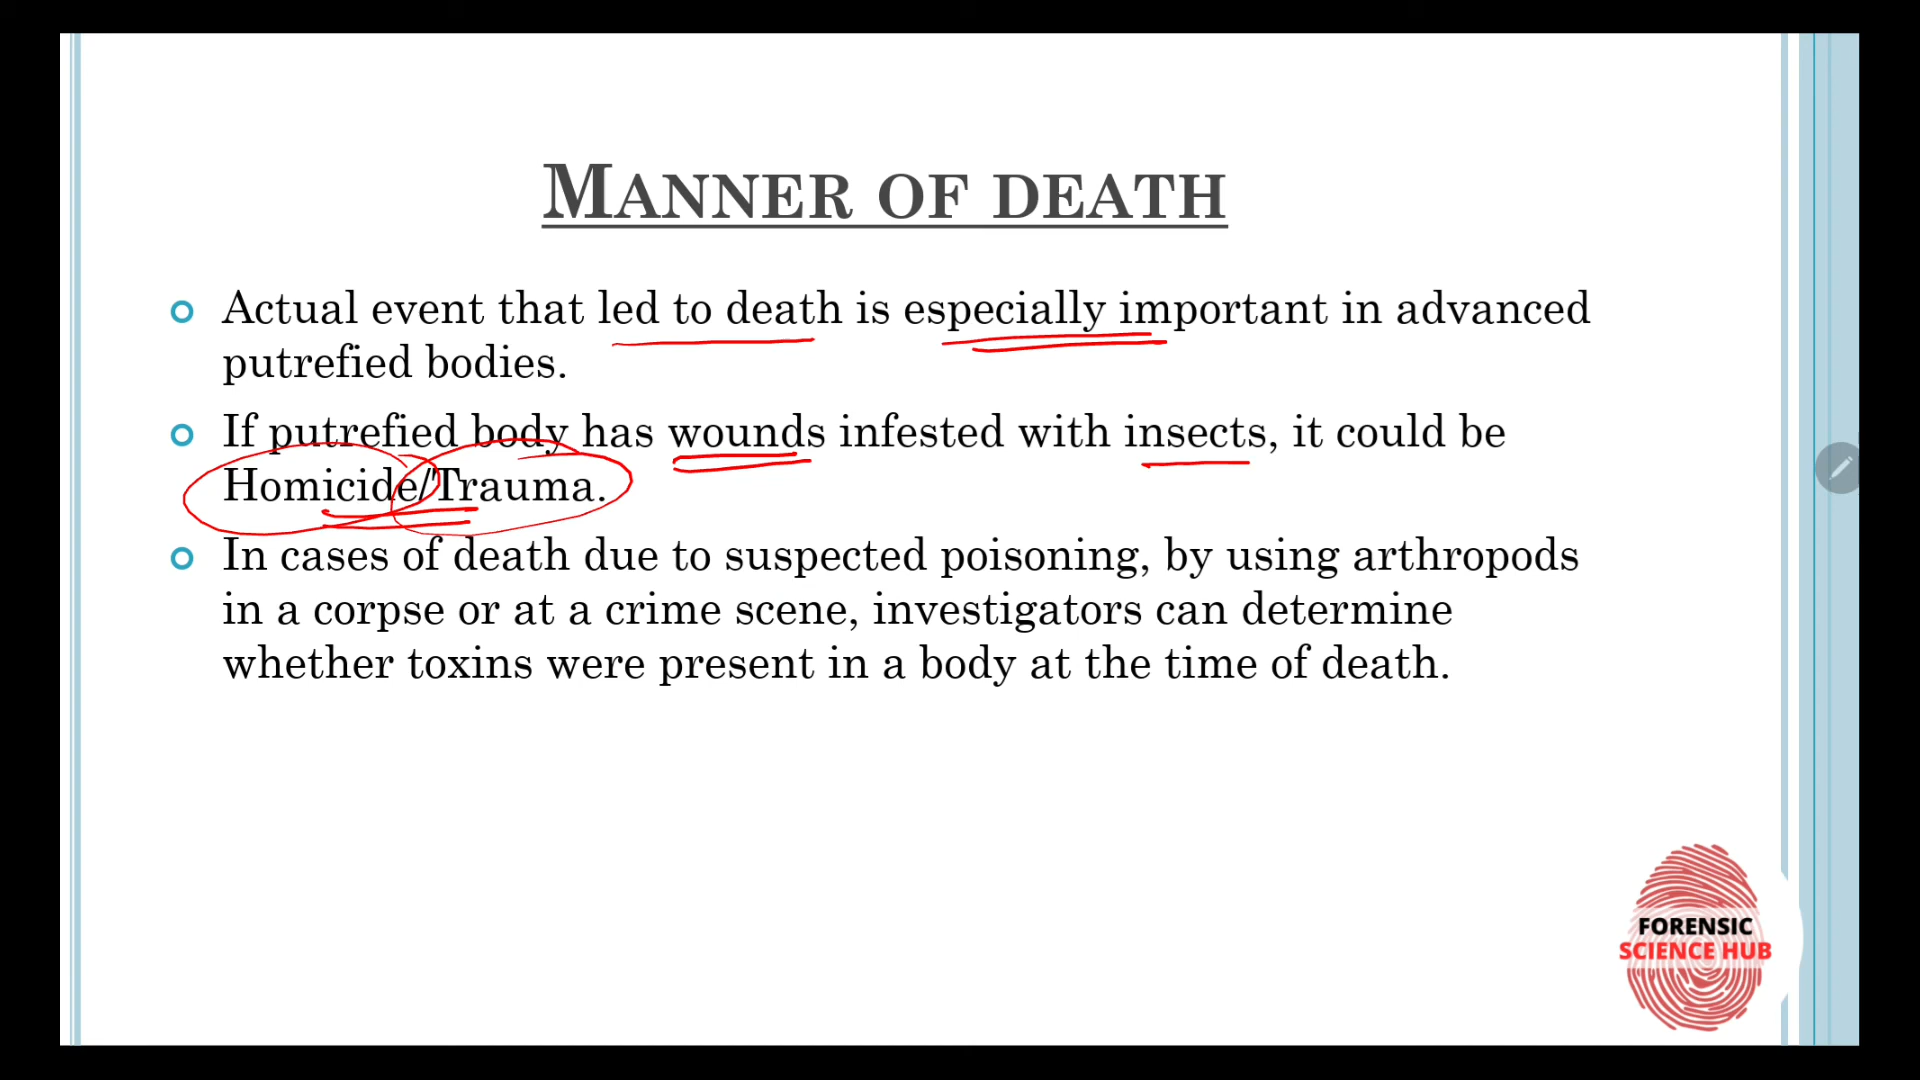 MANNER OF DEATH
Actual event that led to death is especially important in advanced
putrefied bodies.
If putrefied body has wounds infested with insects, it could be
Homicide/Trauma.
In cases of death due to suspected poisoning, by using arthropods
in a corpse or at a crime scene, investigators can determine
whether toxins were present in a body at the time of death.
FORENSIC
SCIENCE HUB